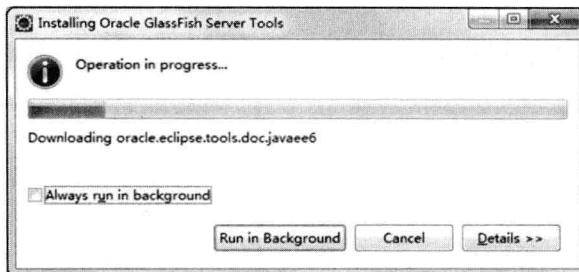 Installing Oracle GlassFish Server Tools
Operation in progress...
Downloading oracle.eclipse.tools.doc.javaee6
Always run in background
Run in Background
Cancel
Details >>